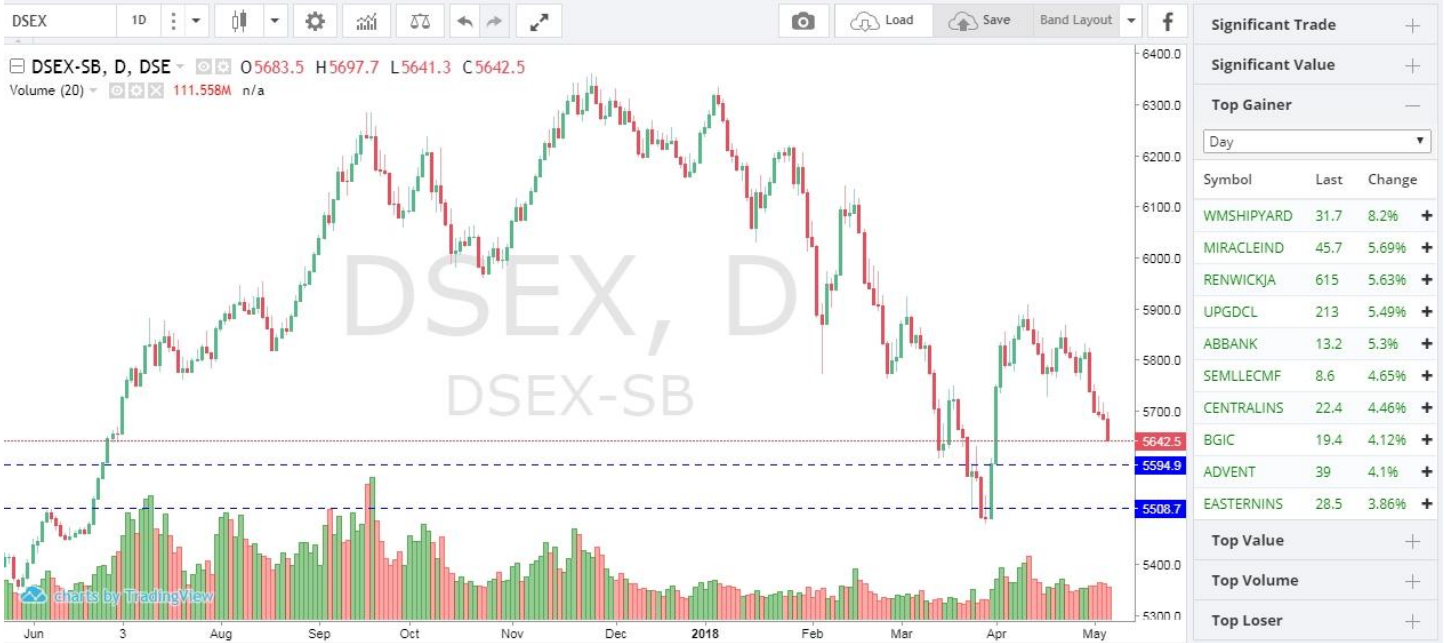 DSEX 1D Load Save Band Layout f
DSEX-SB, D, DSE O5683.5 H5697.7 L5641.3 C5642.5
Volume (20) 111.558M n/a
DSEX, D
DSEX-SB
6400.0
6300.0
6200.0
6100.0
6000.0
5900.0
5800.0
5700.0
5642.5
5594.9
5508.7
5400.0
5300.0
charts by TradingView
Jun 3 Aug Sep Oct Nov Dec 2018 Feb Mar Apr May
Significant Trade
Significant Value
Top Gainer
Day
Symbol Last Change
WMSHIPYARD 31.7 8.2%
MIRACLEIND 45.7 5.69%
RENWICKJA 615 5.63%
UPGDCL 213 5.49%
ABBANK 13.2 5.3%
SEMLLECMF 8.6 4.65%
CENTRALINS 22.4 4.46%
BGIC 19.4 4.12%
ADVENT 39 4.1%
EASTERNINS 28.5 3.86%
Top Value
Top Volume
Top Loser